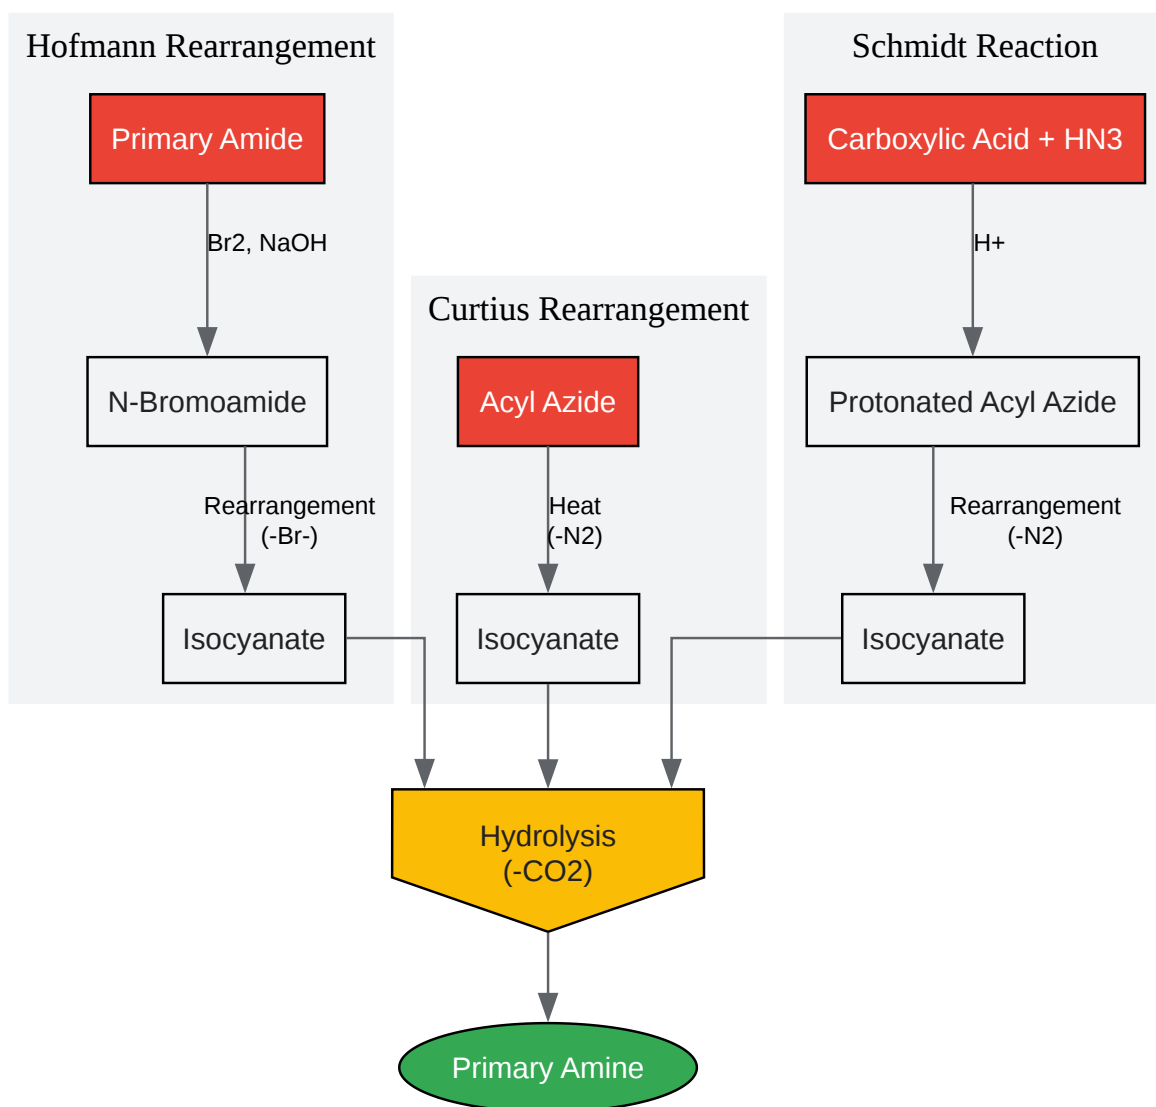 Hofmann Rearrangement
Schmidt Reaction
Primary Amide
Carboxylic Acid + HN3
Br2, NaOH
H+
Curtius Rearrangement
N-Bromoamide
Acyl Azide
Protonated Acyl Azide
Rearrangement
(-Br-)
Heat
(-N2)
Rearrangement
(-N2)
Isocyanate
Isocyanate
Isocyanate
Hydrolysis
(-CO2)
Primary Amine